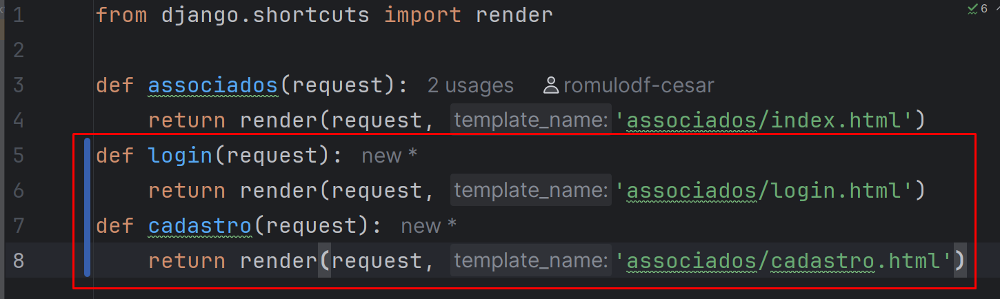 1 from django.shortcuts import render 6
2
3 def associados(request): 2 usages romulodf-cesar
4 return render(request, template_name: 'associados/index.html')
5 def login(request): new *
6 return render(request, template_name: 'associados/login.html')
7 def cadastro(request): new *
8 return render(request, template_name: 'associados/cadastro.html')